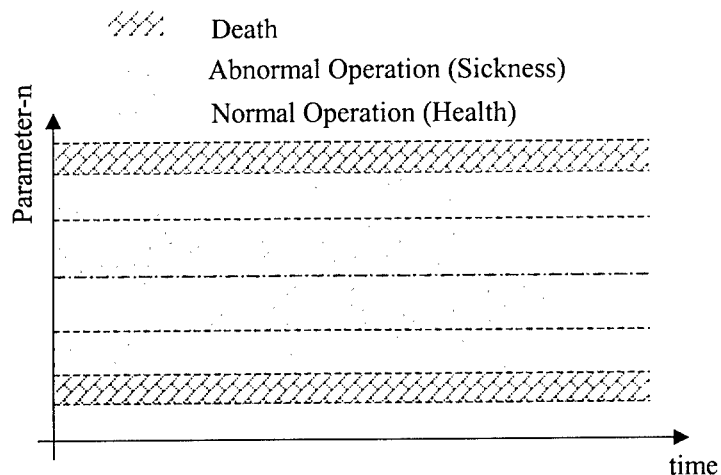 Death
Abnormal Operation (Sickness)
Normal Operation (Health)
Parameter-n
time